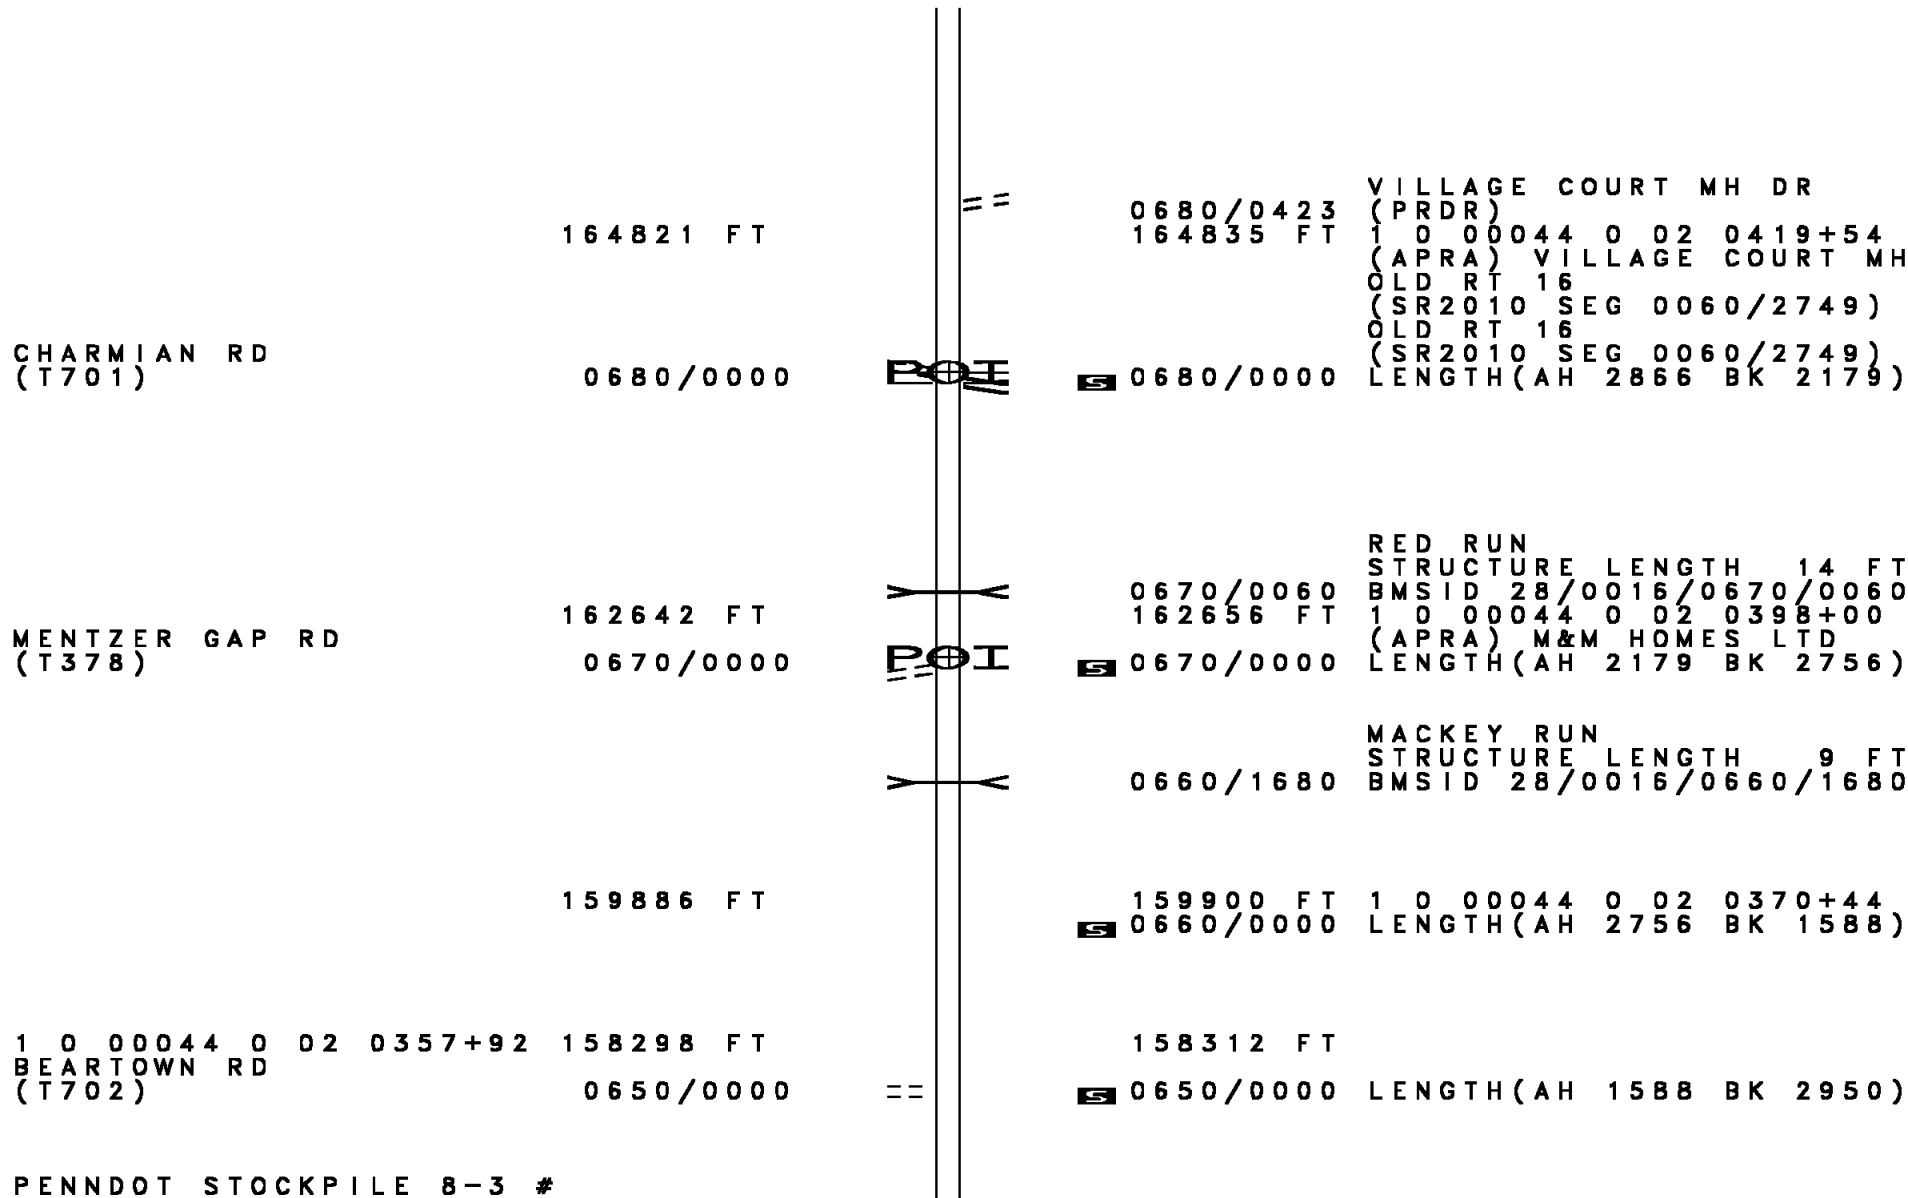 VILLAGE COURT MH DR
0680/0423 (PRDR)
164821 FT 164835 FT 1 0 00044 0 02 0419+54
(APRA) VILLAGE COURT MH
OLD RT 16
(SR2010 SEG 0060/2749)
OLD RT 16
CHARMIAN RD (SR2010 SEG 0060/2749)
(T701) 0680/0000 POI S 0680/0000 LENGTH(AH 2866 BK 2179)
RED RUN
STRUCTURE LENGTH 14 FT
0670/0060 BMSID 28/0016/0670/0060
162642 FT 162656 FT 1 0 00044 0 02 0398+00
MENTZER GAP RD (APRA) M&M HOMES LTD
(T378) 0670/0000 POI S 0670/0000 LENGTH(AH 2179 BK 2756)
MACKEY RUN
STRUCTURE LENGTH 9 FT
0660/1680 BMSID 28/0016/0660/1680
159886 FT 159900 FT 1 0 00044 0 02 0370+44
S 0660/0000 LENGTH(AH 2756 BK 1588)
1 0 00044 0 02 0357+92 158298 FT 158312 FT
BEARTOWN RD
(T702) 0650/0000 S 0650/0000 LENGTH(AH 1588 BK 2950)
PENNDOT STOCKPILE 8-3 #